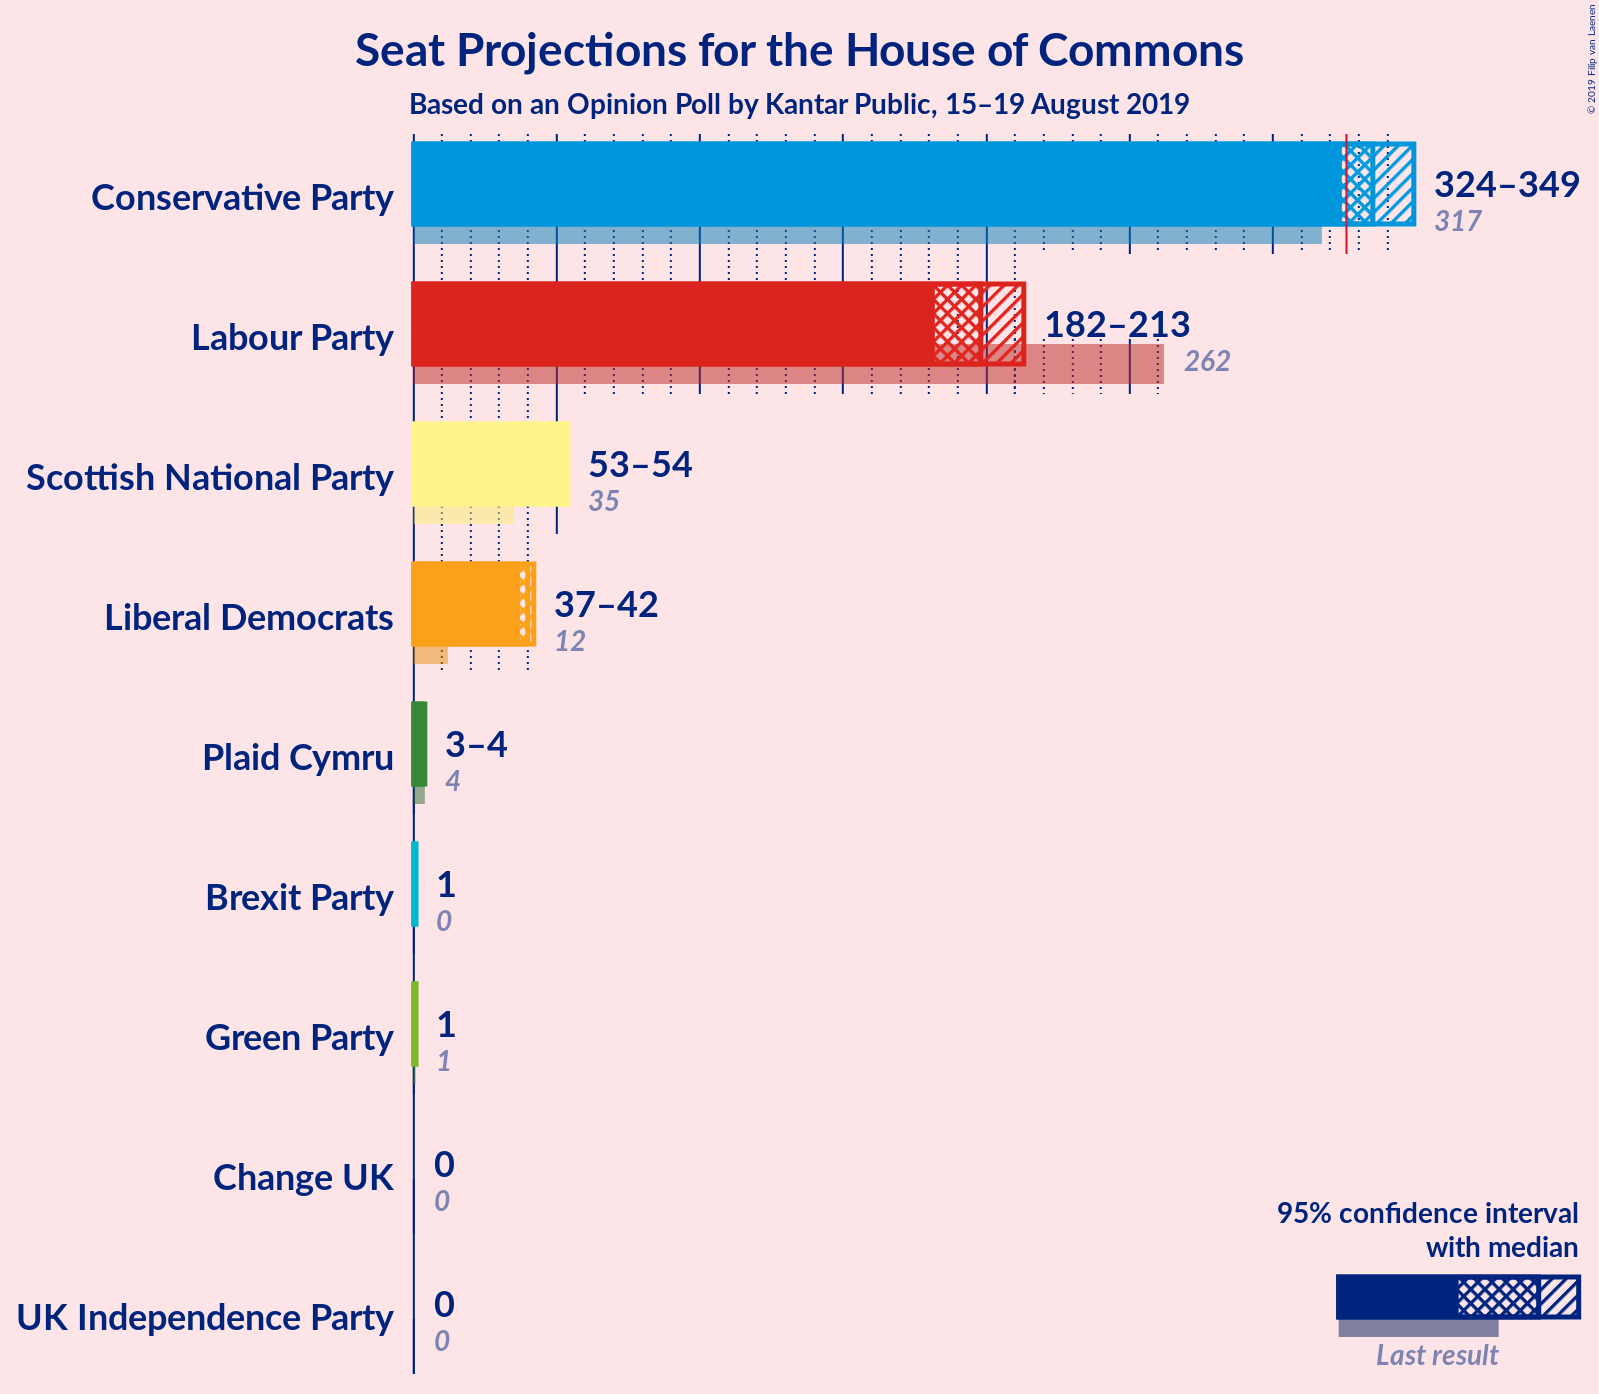 Seat Projections for the House of Commons
Based on an Opinion Poll by Kantar Public, 15–19 August 2019
© 2019 Filip van Laenen
Conservative Party
324–349
317
Labour Party
182–213
262
Scottish National Party
53–54
35
Liberal Democrats
37–42
12
Plaid Cymru
3–4
4
Brexit Party
1
0
Green Party
1
1
Change UK
0
0
UK Independence Party
0
0
95% confidence interval
with median
Last result